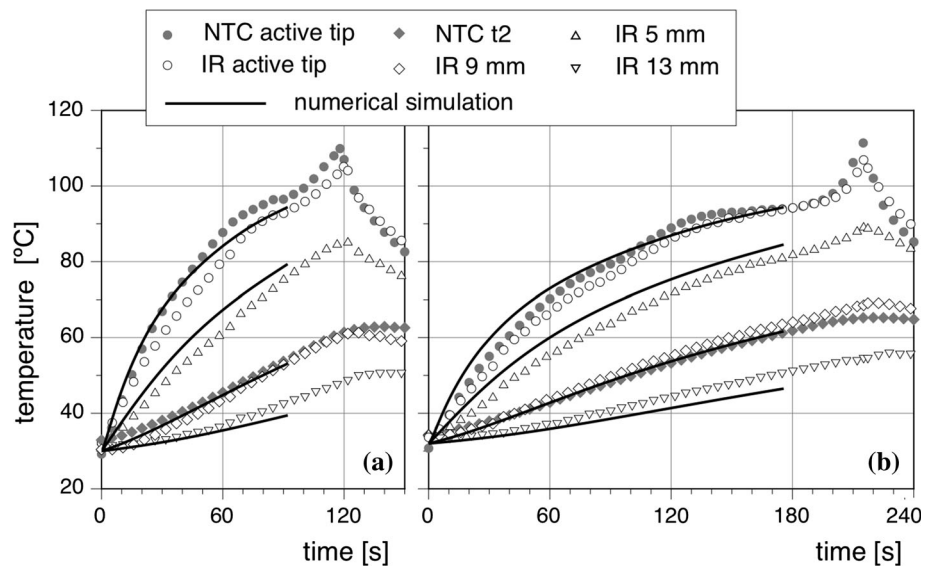 NTC active tip NTC t2 IR 5 mm
IR active tip IR 9 mm IR 13 mm
numerical simulation
120
100
80
60
40
20
temperature [ºC]
(a) (b)
0 60 120 0 60 120 180 240
time [s] time [s]